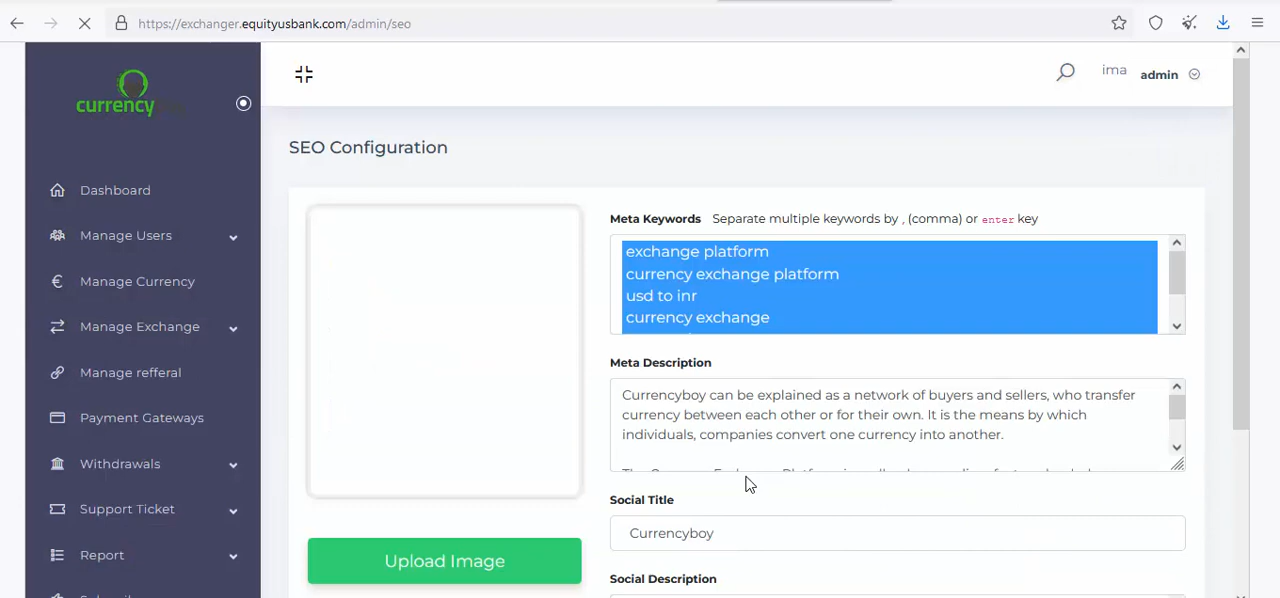 https://exchanger.equityusbank.com/admin/seo
currency
ima
admin
SEO Configuration
Dashboard
Manage Users
Manage Currency
Manage Exchange
Manage refferal
Payment Gateways
Withdrawals
Support Ticket
Report
Meta Keywords Separate multiple keywords by , (comma) or enter key
exchange platform
currency exchange platform
usd to inr
currency exchange
Meta Description
Currencyboy can be explained as a network of buyers and sellers, who transfer
currency between each other or for their own. It is the means by which
individuals, companies convert one currency into another.
Social Title
Currencyboy
Upload Image
Social Description